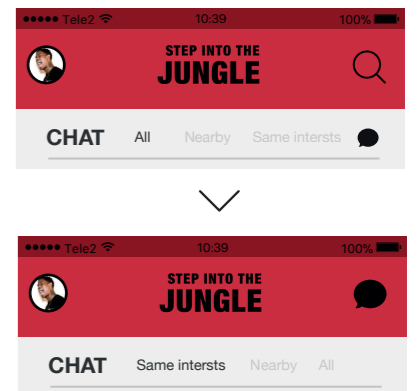 Tele2 10:39 100%
STEP INTO THE
JUNGLE
CHAT All Nearby Same intersts
Tele2 10:39 100%
STEP INTO THE
JUNGLE
CHAT Same intersts Nearby All